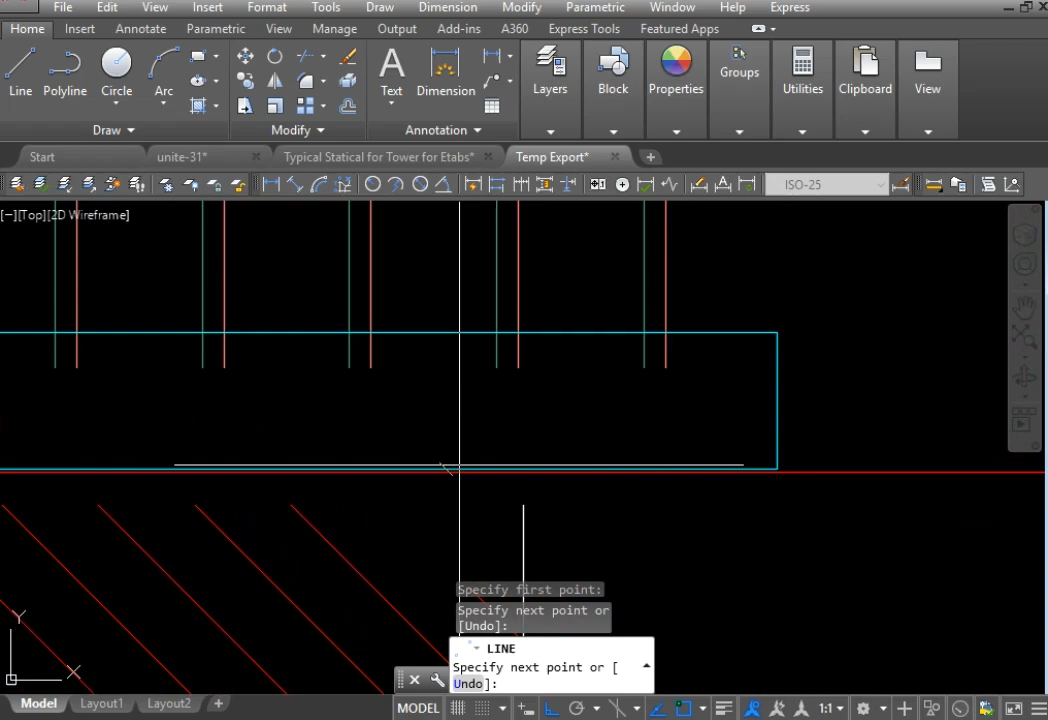 File Edit View Insert Format Tools Draw Dimension Modify Parametric Window Help Express
Home Insert Annotate Parametric View Manage Output Add-ins A360 Express Tools Featured Apps
Line Polyline Circle Arc Text Dimension Layers Block Properties Groups Utilities Clipboard View
Draw Modify Annotation
Start unite-31* Typical Statical for Tower for Etabs* Temp Export*
ISO-25
[−][Top][2D Wireframe]
Specify first point:
Specify next point or
[Undo]:
LINE
Specify next point or [
Undo]:
Y
X
Model Layout1 Layout2 MODEL 1:1